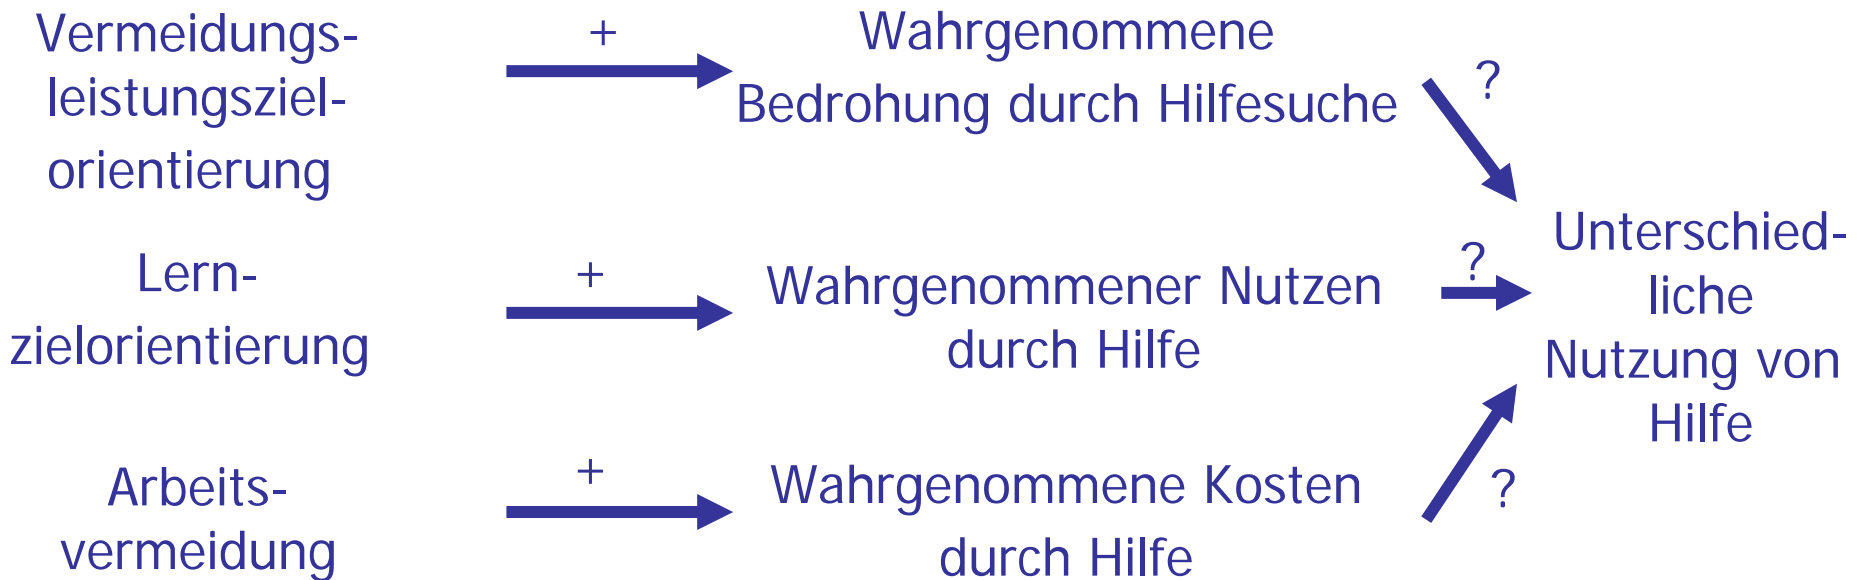 Vermeidungs-
leistungsziel-
orientierung
+
Wahrgenommene
Bedrohung durch Hilfesuche
?
Lern-
zielorientierung
+
Wahrgenommener Nutzen
durch Hilfe
?
Unterschied-
liche
Nutzung von
Hilfe
Arbeits-
vermeidung
+
Wahrgenommene Kosten
durch Hilfe
?